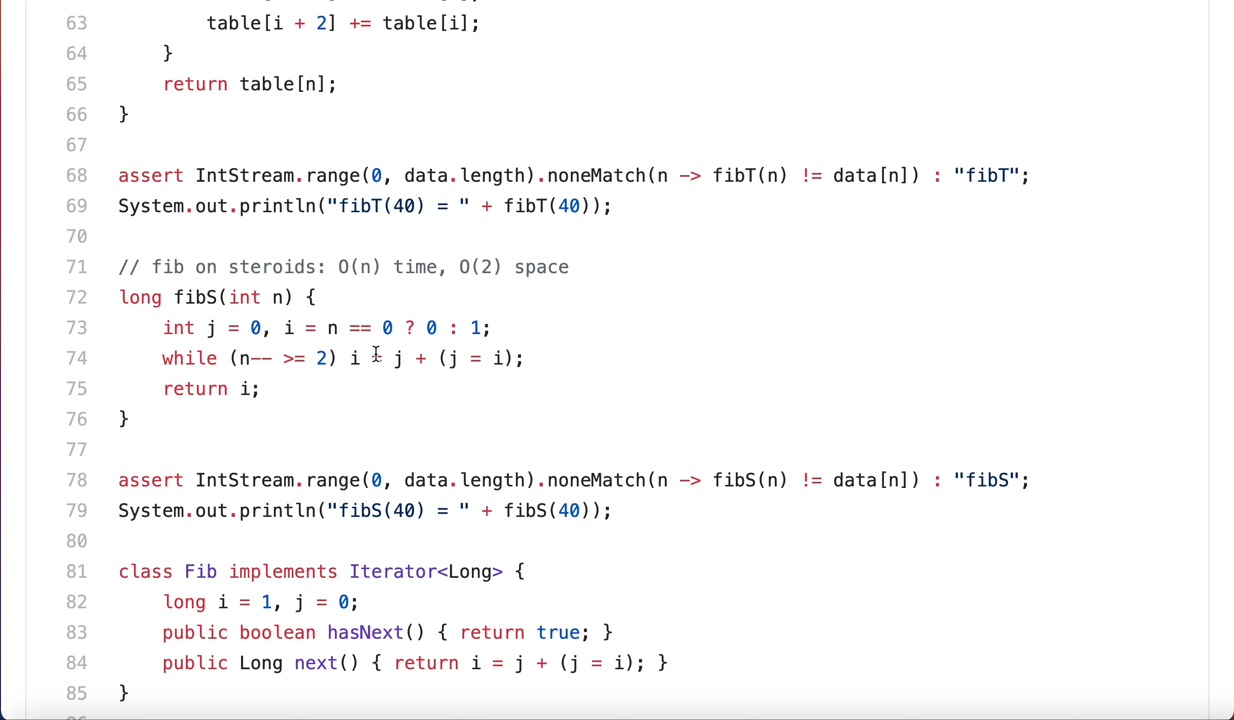 63 table[i + 2] += table[i];
64 }
65 return table[n];
66 }
67
68 assert IntStream.range(0, data.length).noneMatch(n -> fibT(n) != data[n]) : "fibT";
69 System.out.println("fibT(40) = " + fibT(40));
70
71 // fib on steroids: O(n) time, O(2) space
72 long fibS(int n) {
73 int j = 0, i = n == 0 ? 0 : 1;
74 while (n-- >= 2) i = j + (j = i);
75 return i;
76 }
77
78 assert IntStream.range(0, data.length).noneMatch(n -> fibS(n) != data[n]) : "fibS";
79 System.out.println("fibS(40) = " + fibS(40));
80
81 class Fib implements Iterator<Long> {
82 long i = 1, j = 0;
83 public boolean hasNext() { return true; }
84 public Long next() { return i = j + (j = i); }
85 }